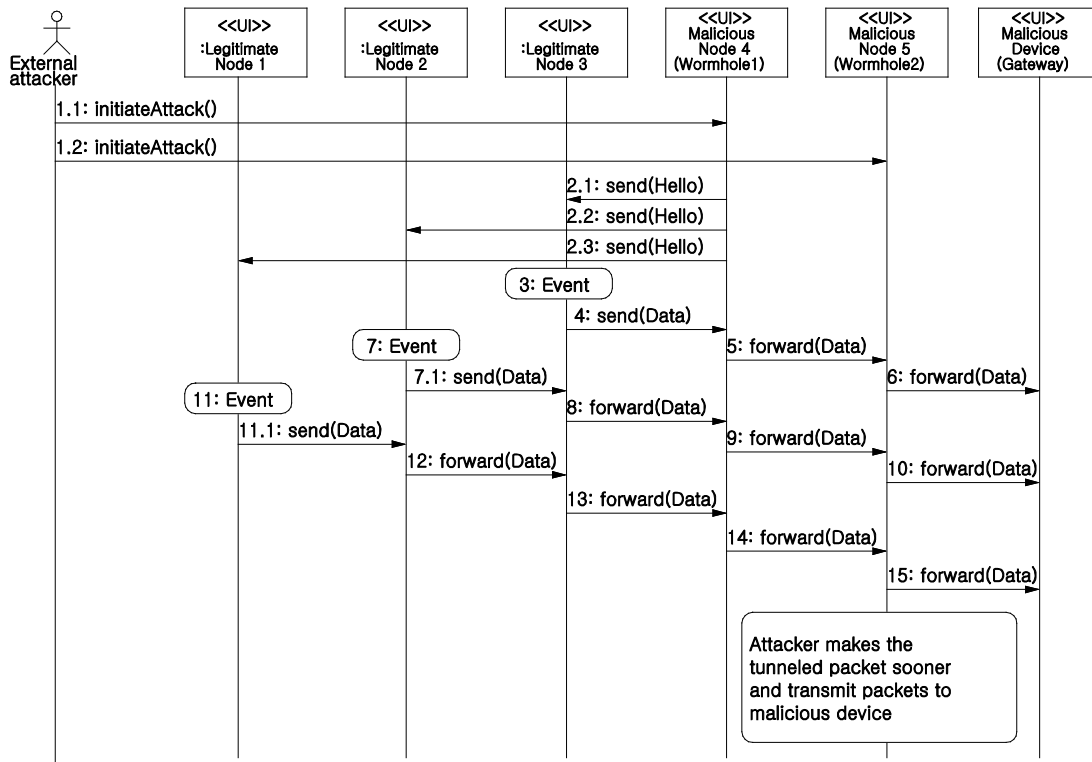 External
attacker
<<UI>>
:Legitimate
Node 1
<<UI>>
:Legitimate
Node 2
<<UI>>
:Legitimate
Node 3
<<UI>>
Malicious
Node 4
(Wormhole1)
<<UI>>
Malicious
Node 5
(Wormhole2)
<<UI>>
Malicious
Device
(Gateway)
1.1: initiateAttack()
1.2: initiateAttack()
2.1: send(Hello)
2.2: send(Hello)
2.3: send(Hello)
3: Event
4: send(Data)
7: Event
5: forward(Data)
7.1: send(Data)
6: forward(Data)
11: Event
8: forward(Data)
11.1: send(Data)
9: forward(Data)
12: forward(Data)
10: forward(Data)
13: forward(Data)
14: forward(Data)
15: forward(Data)
Attacker makes the
tunneled packet sooner
and transmit packets to
malicious device